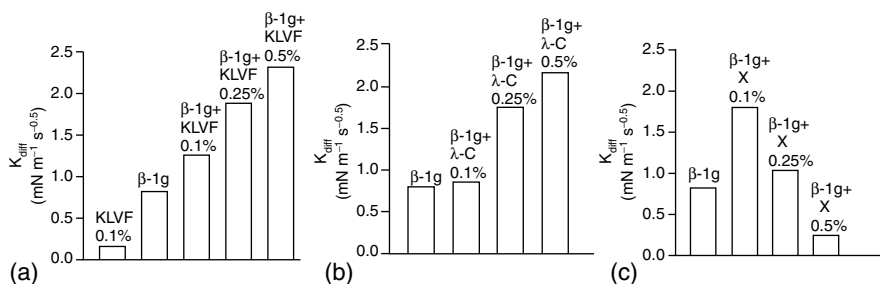 2.5
2.0
1.5
1.0
0.5
0.0
K_diff
(mN m⁻¹ s⁻⁰·⁵)
KLVF
0.1%
β-1g
β-1g+
KLVF
0.1%
β-1g+
KLVF
0.25%
β-1g+
KLVF
0.5%
(a)
2.5
2.0
1.5
1.0
0.5
0.0
K_diff
(mN m⁻¹ s⁻⁰·⁵)
β-1g
β-1g+
λ-C
0.1%
β-1g+
λ-C
0.25%
β-1g+
λ-C
0.5%
(b)
2.5
2.0
1.5
1.0
0.5
0.0
K_diff
(mN m⁻¹ s⁻⁰·⁵)
β-1g
β-1g+
X
0.1%
β-1g+
X
0.25%
β-1g+
X
0.5%
(c)